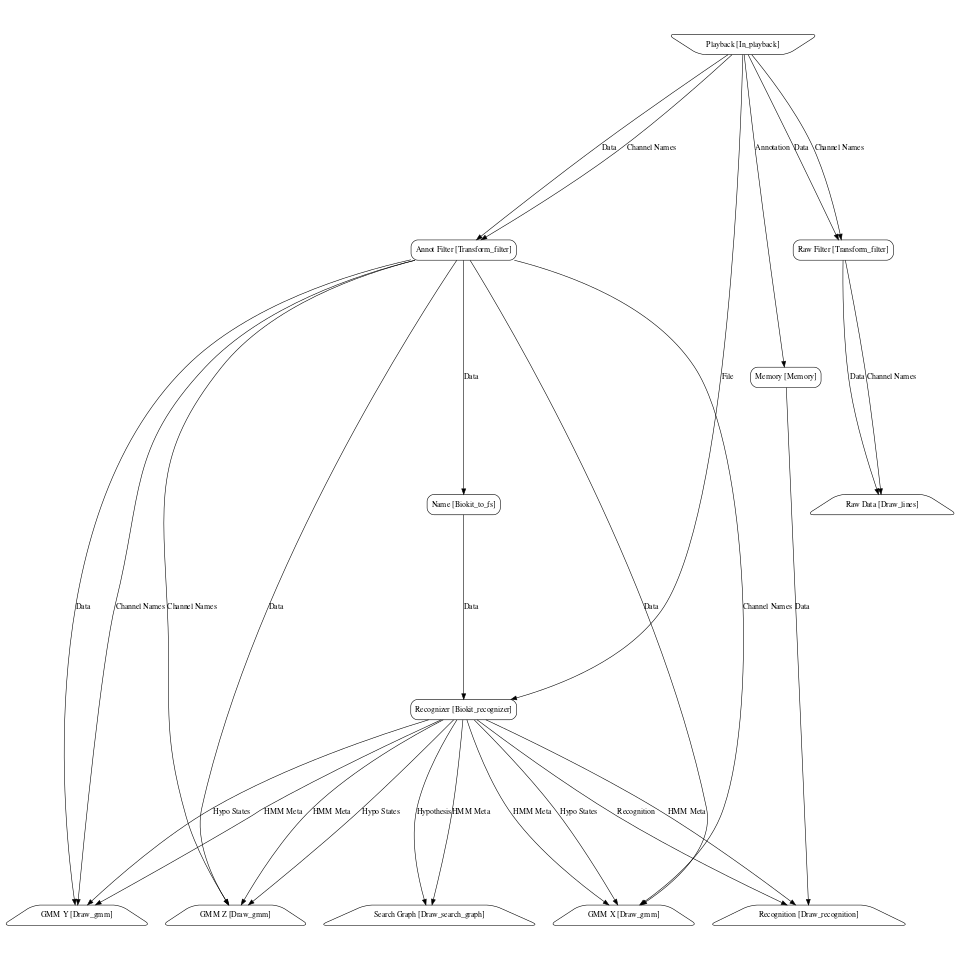 Playback [In_playback]
Data
Channel Names
Annotation
Data
Channel Names
Annot Filter [Transform_filter]
Raw Filter [Transform_filter]
Data
File
Memory [Memory]
Data
Channel Names
Name [Biokit_to_fs]
Raw Data [Draw_lines]
Data
Channel Names
Channel Names
Data
Data
Data
Channel Names
Data
Recognizer [Biokit_recognizer]
Hypo States
HMM Meta
HMM Meta
Hypo States
Hypothesis
HMM Meta
HMM Meta
Hypo States
Recognition
HMM Meta
GMM Y [Draw_gmm]
GMM Z [Draw_gmm]
Search Graph [Draw_search_graph]
GMM X [Draw_gmm]
Recognition [Draw_recognition]